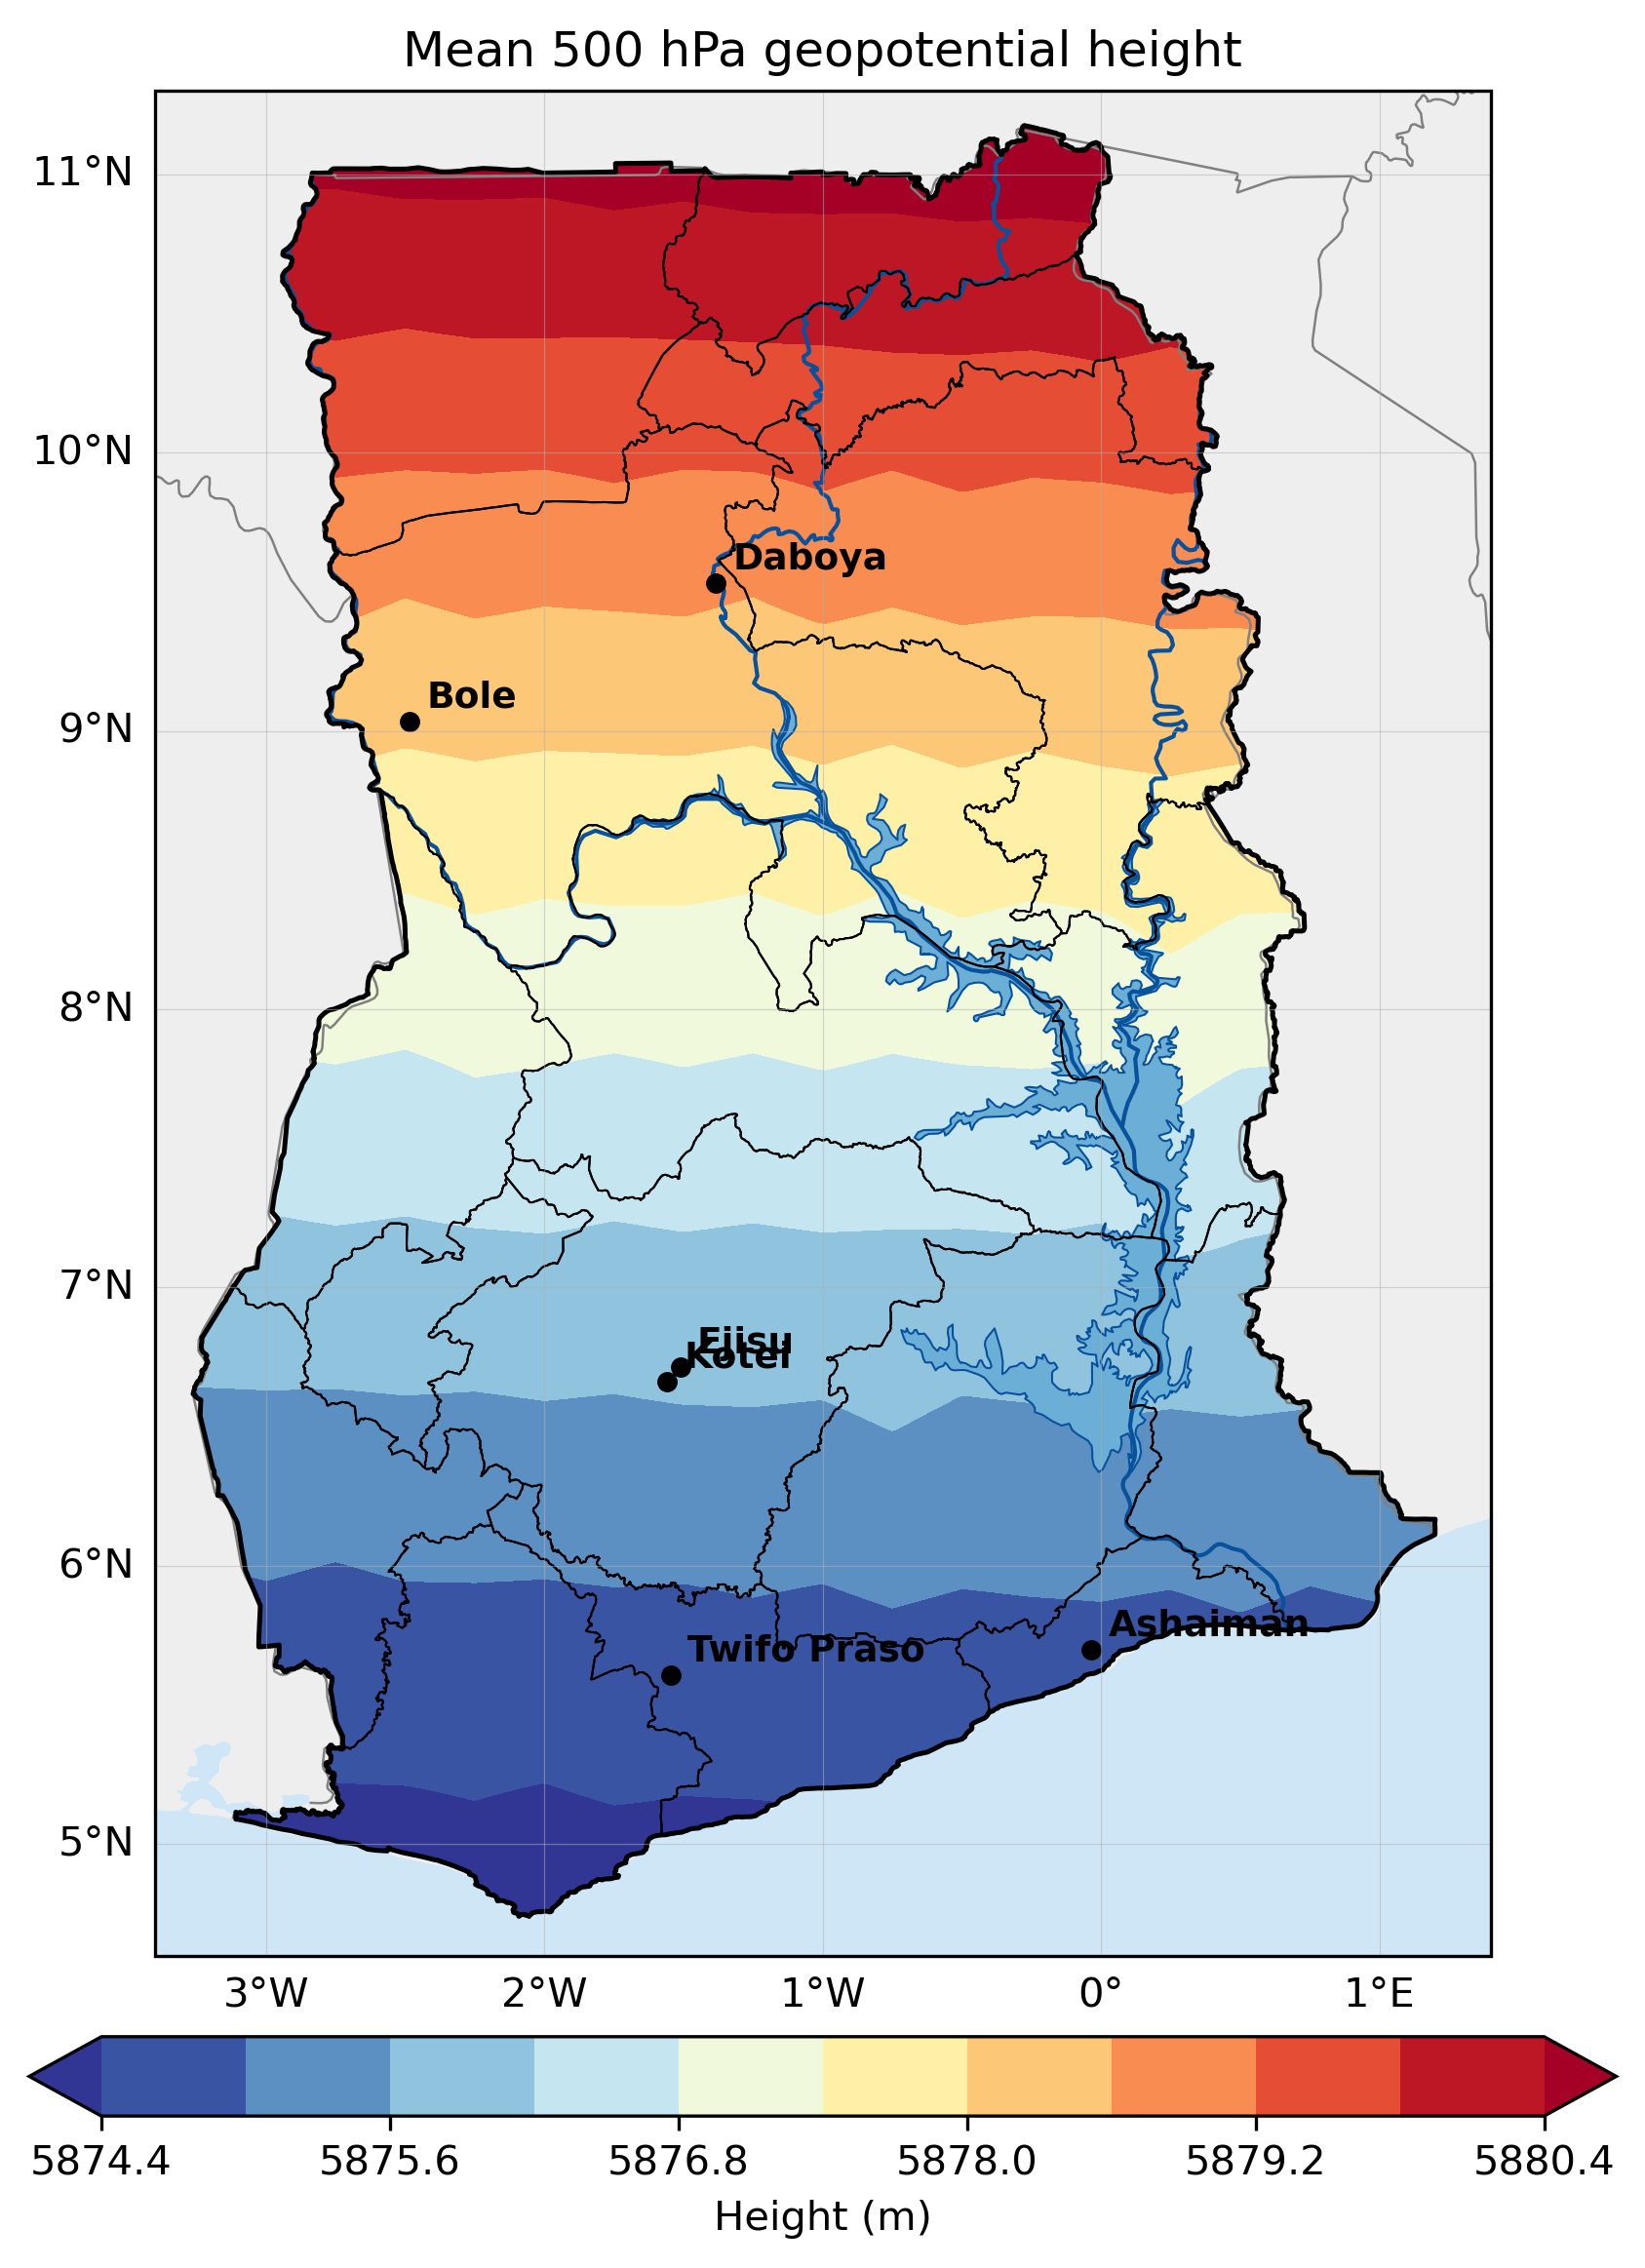 Mean 500 hPa geopotential height
11°N
10°N
Daboya
Bole
9°N
8°N
7°N
Ejisu
Kotei
6°N
Ashaiman
Twifo Praso
5°N
3°W 2°W 1°W 0° 1°E
5874.4 5875.6 5876.8 5878.0 5879.2 5880.4
Height (m)